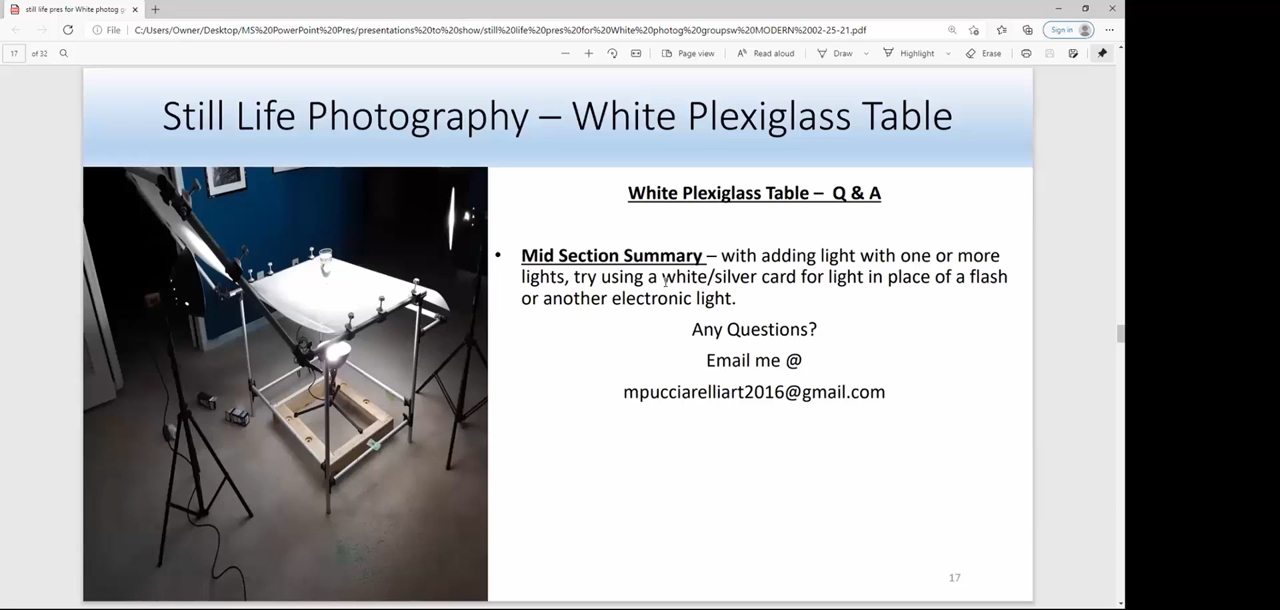 still life pres for White photog g
File
C:/Users/Owner/Desktop/MS%20PowerPoint%20Pres/presentations%20to%20show/still%20life%20pres%20for%20White%20photog%20groupsw%20MODERN%2002-25-21.pdf
Sign in
17 of 32
Page view
Read aloud
Draw
Highlight
Erase
Still Life Photography – White Plexiglass Table
White Plexiglass Table – Q & A
• Mid Section Summary – with adding light with one or more
lights, try using a white/silver card for light in place of a flash
or another electronic light.
Any Questions?
Email me @
mpucciarelliart2016@gmail.com
17